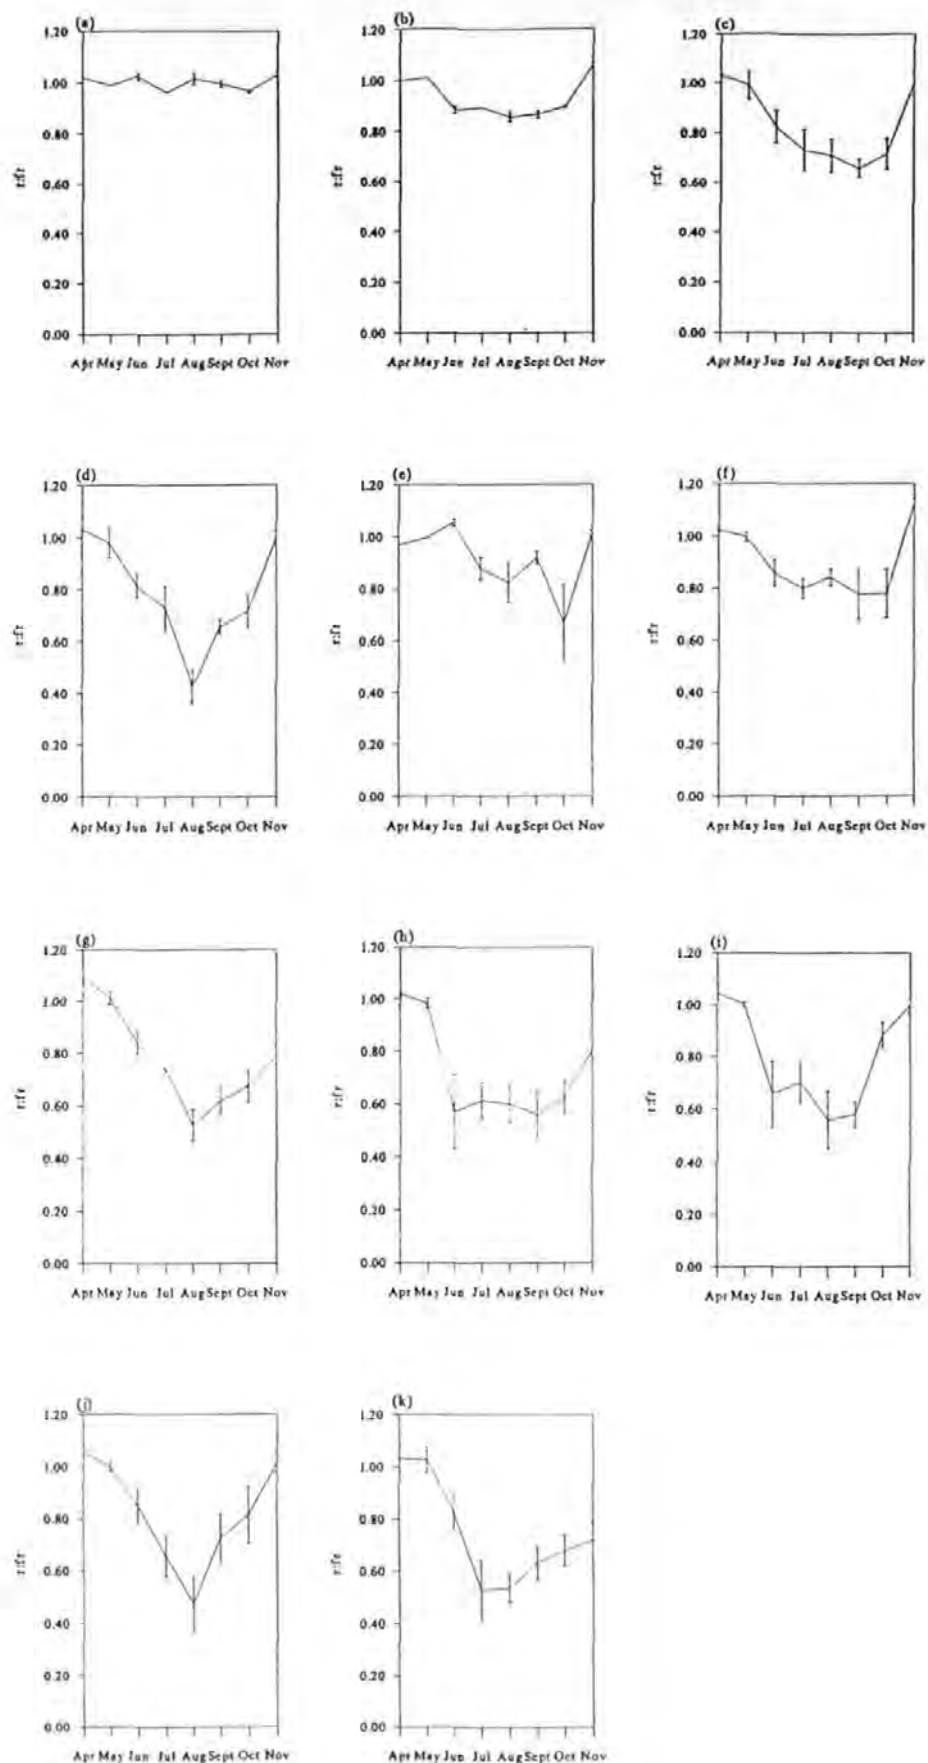 (a) (b) (c)
1.20 1.20 1.20
1.00 1.00 1.00
0.80 0.80 0.80
r:fr r:fr r:fr
0.60 0.60 0.60
0.40 0.40 0.40
0.20 0.20 0.20
0.00 0.00 0.00
Apr May Jun Jul Aug Sept Oct Nov Apr May Jun Jul Aug Sept Oct Nov Apr May Jun Jul Aug Sept Oct Nov
(d) (e) (f)
1.20 1.20 1.20
1.00 1.00 1.00
0.80 0.80 0.80
r:fr r:fr r:fr
0.60 0.60 0.60
0.40 0.40 0.40
0.20 0.20 0.20
0.00 0.00 0.00
Apr May Jun Jul Aug Sept Oct Nov Apr May Jun Jul Aug Sept Oct Nov Apr May Jun Jul Aug Sept Oct Nov
(g) (h) (i)
1.20 1.20 1.20
1.00 1.00 1.00
0.80 0.80 0.80
r:fr r:fr r:fr
0.60 0.60 0.60
0.40 0.40 0.40
0.20 0.20 0.20
0.00 0.00 0.00
Apr May Jun Jul Aug Sept Oct Nov Apr May Jun Jul Aug Sept Oct Nov Apr May Jun Jul Aug Sept Oct Nov
(j) (k)
1.20 1.20
1.00 1.00
0.80 0.80
r:fr r:fr
0.60 0.60
0.40 0.40
0.20 0.20
0.00 0.00
Apr May Jun Jul Aug Sept Oct Nov Apr May Jun Jul Aug Sept Oct Nov